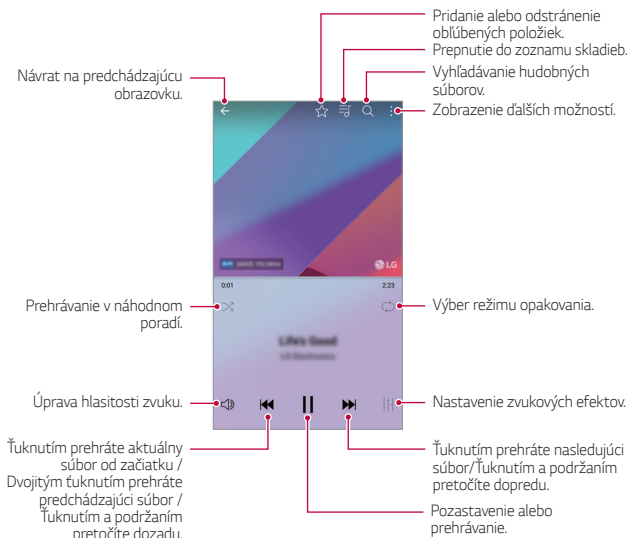 Pridanie alebo odstránenie
obľúbených položiek.
Prepnutie do zoznamu skladieb.
Vyhľadávanie hudobných
súborov.
Zobrazenie ďalších možností.
Návrat na predchádzajúcu
obrazovku.
LG
0:01
2:23
Prehrávanie v náhodnom
poradí.
Výber režimu opakovania.
Life's Good
LG Electronics
Úprava hlasitosti zvuku.
Nastavenie zvukových efektov.
Ťuknutím prehráte aktuálny
súbor od začiatku /
Dvojitým ťuknutím prehráte
predchádzajúci súbor /
Ťuknutím a podržaním
pretočíte dozadu.
Ťuknutím prehráte nasledujúci
súbor/Ťuknutím a podržaním
pretočíte dopredu.
Pozastavenie alebo
prehrávanie.